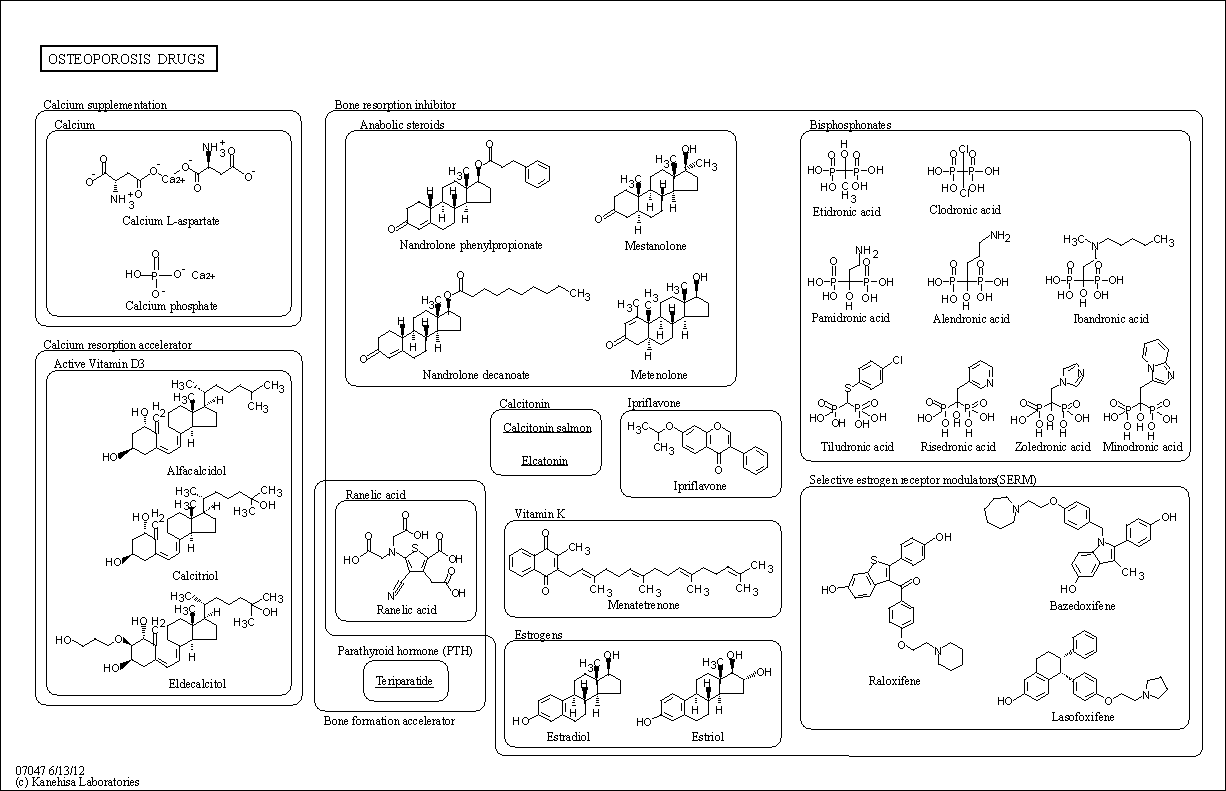 OSTEOPOROSIS DRUGS
Calcium supplementation
Calcium
Calcium L-aspartate
Calcium phosphate
Calcium resorption accelerator
Active Vitamin D3
Alfacalcidol
Calcitriol
Eldecalcitol
Bone resorption inhibitor
Anabolic steroids
Nandrolone phenylpropionate
Mestanolone
Nandrolone decanoate
Metenolone
Calcitonin
Calcitonin salmon
Elcatonin
Ipriflavone
Ipriflavone
Ranelic acid
Ranelic acid
Vitamin K
Menatetrenone
Parathyroid hormone (PTH)
Teriparatide
Bone formation accelerator
Estrogens
Estradiol
Estriol
Bisphosphonates
Etidronic acid
Clodronic acid
Pamidronic acid
Alendronic acid
Ibandronic acid
Tiludronic acid
Risedronic acid
Zoledronic acid
Minodronic acid
Selective estrogen receptor modulators(SERM)
Raloxifene
Bazedoxifene
Lasofoxifene
07047 6/13/12
(c) Kanehisa Laboratories